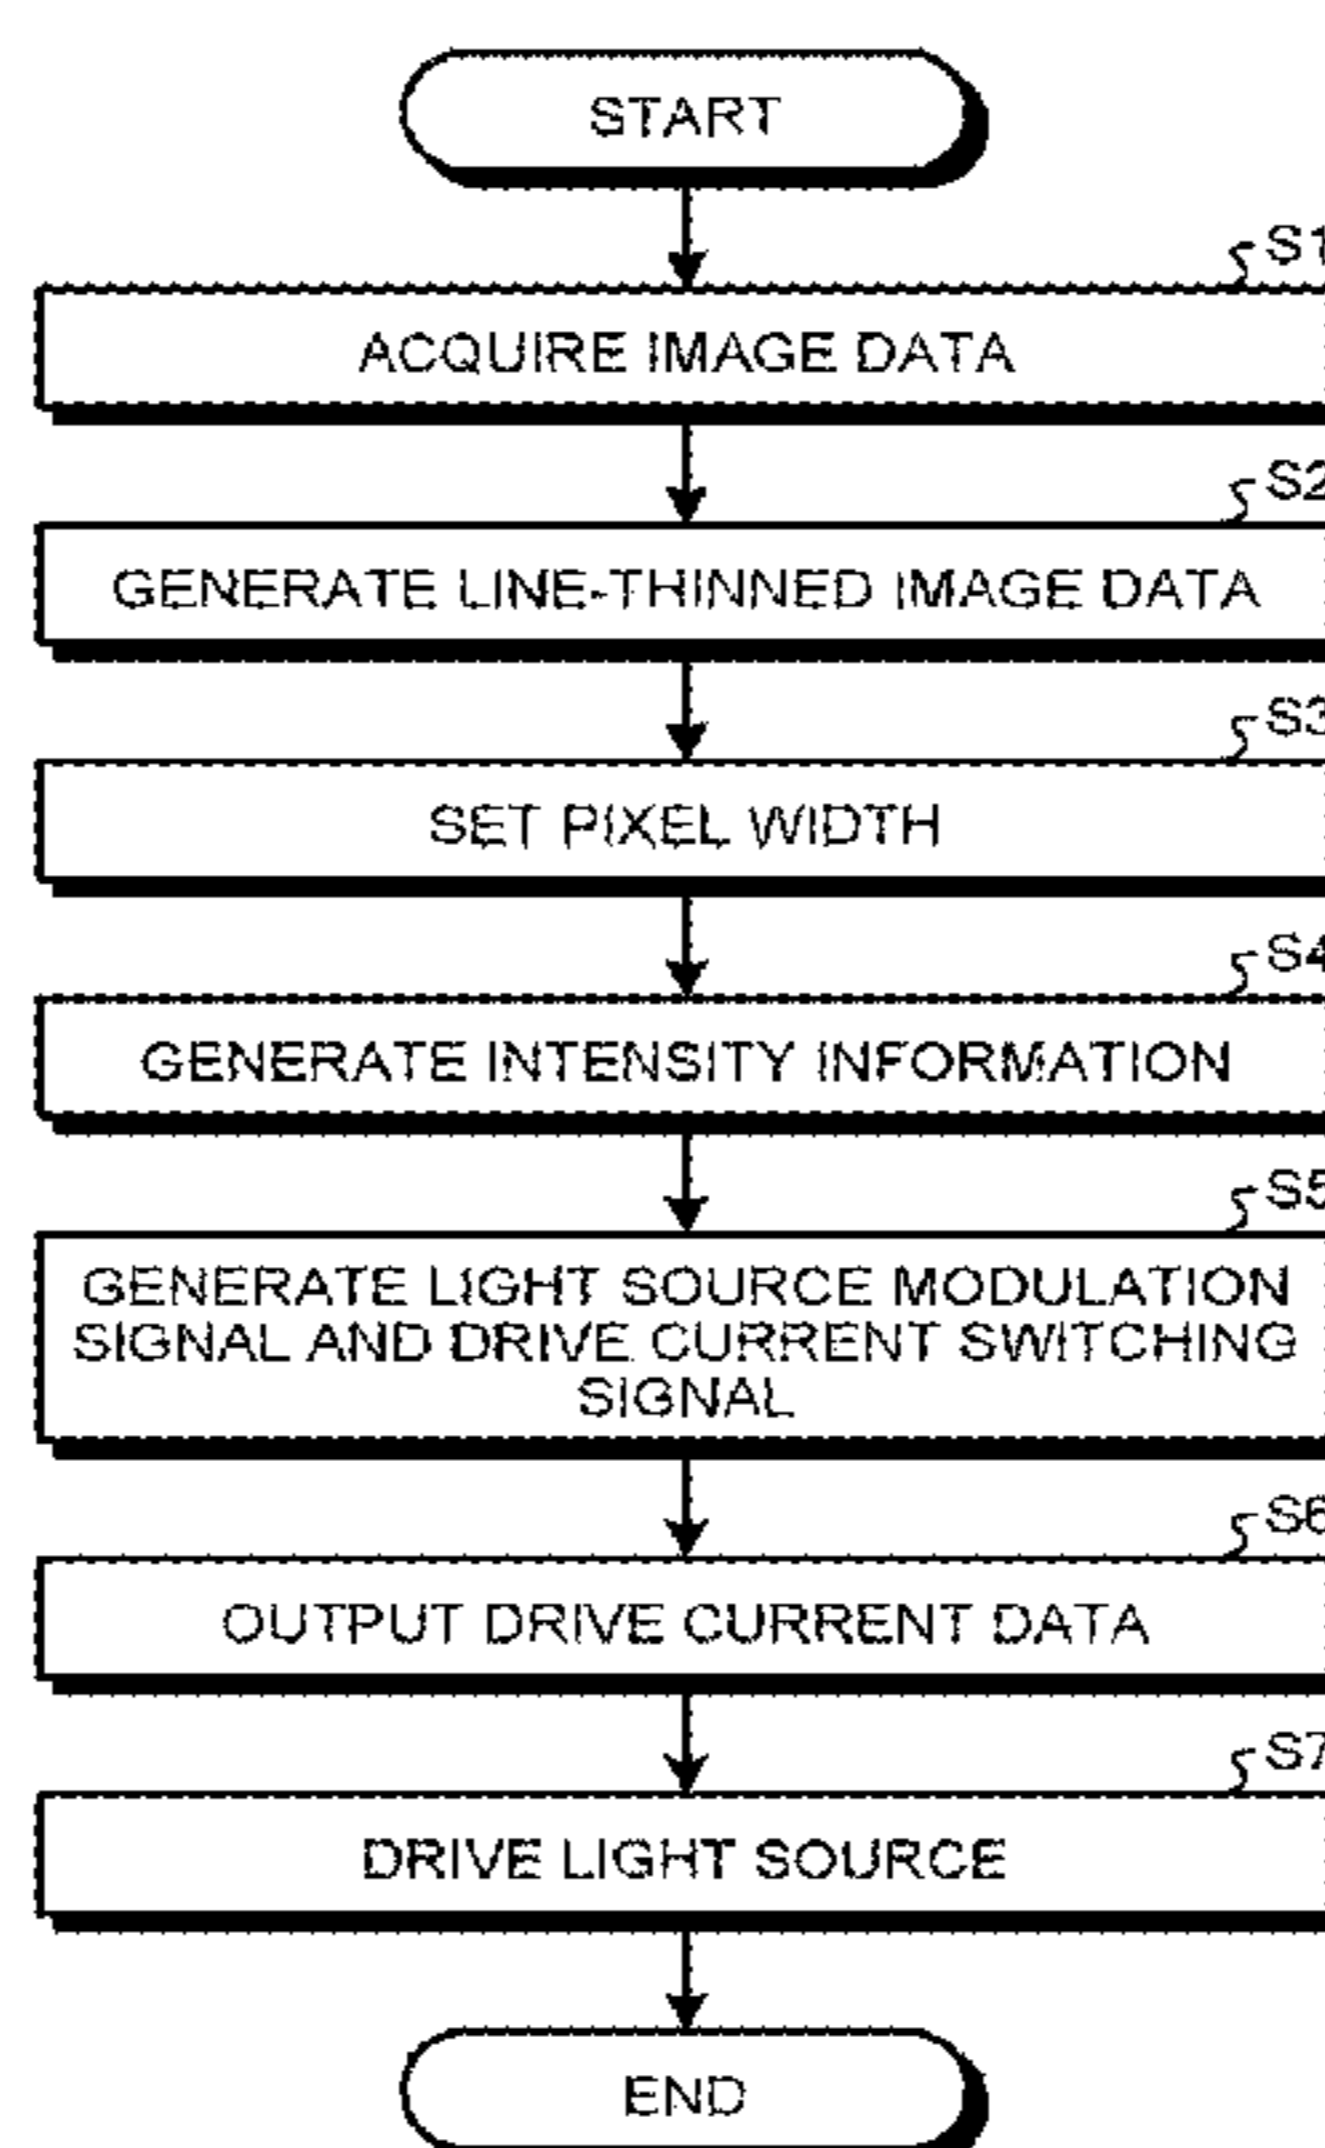 START
S1
ACQUIRE IMAGE DATA
S2
GENERATE LINE-THINNED IMAGE DATA
S3
SET PIXEL WIDTH
S4
GENERATE INTENSITY INFORMATION
S5
GENERATE LIGHT SOURCE MODULATION
SIGNAL AND DRIVE CURRENT SWITCHING
SIGNAL
S6
OUTPUT DRIVE CURRENT DATA
S7
DRIVE LIGHT SOURCE
END